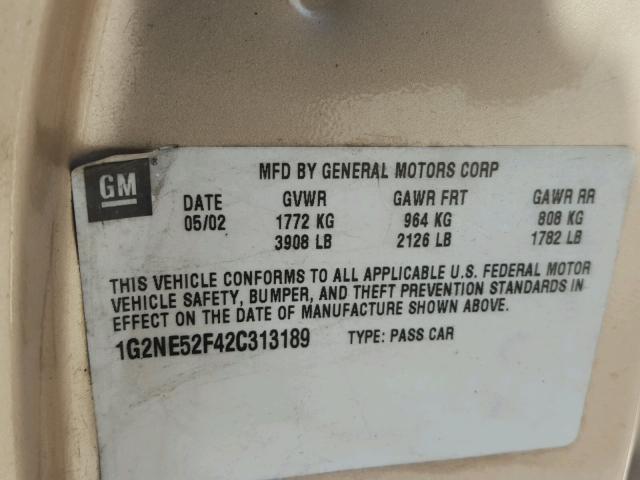 GM
MFD BY GENERAL MOTORS CORP
DATE GVWR GAWR FRT GAWR RR
05/02 1772 KG 964 KG 808 KG
3908 LB 2126 LB 1782 LB
THIS VEHICLE CONFORMS TO ALL APPLICABLE U.S. FEDERAL MOTOR
VEHICLE SAFETY, BUMPER, AND THEFT PREVENTION STANDARDS IN
EFFECT ON THE DATE OF MANUFACTURE SHOWN ABOVE.
1G2NE52F42C313189 TYPE: PASS CAR